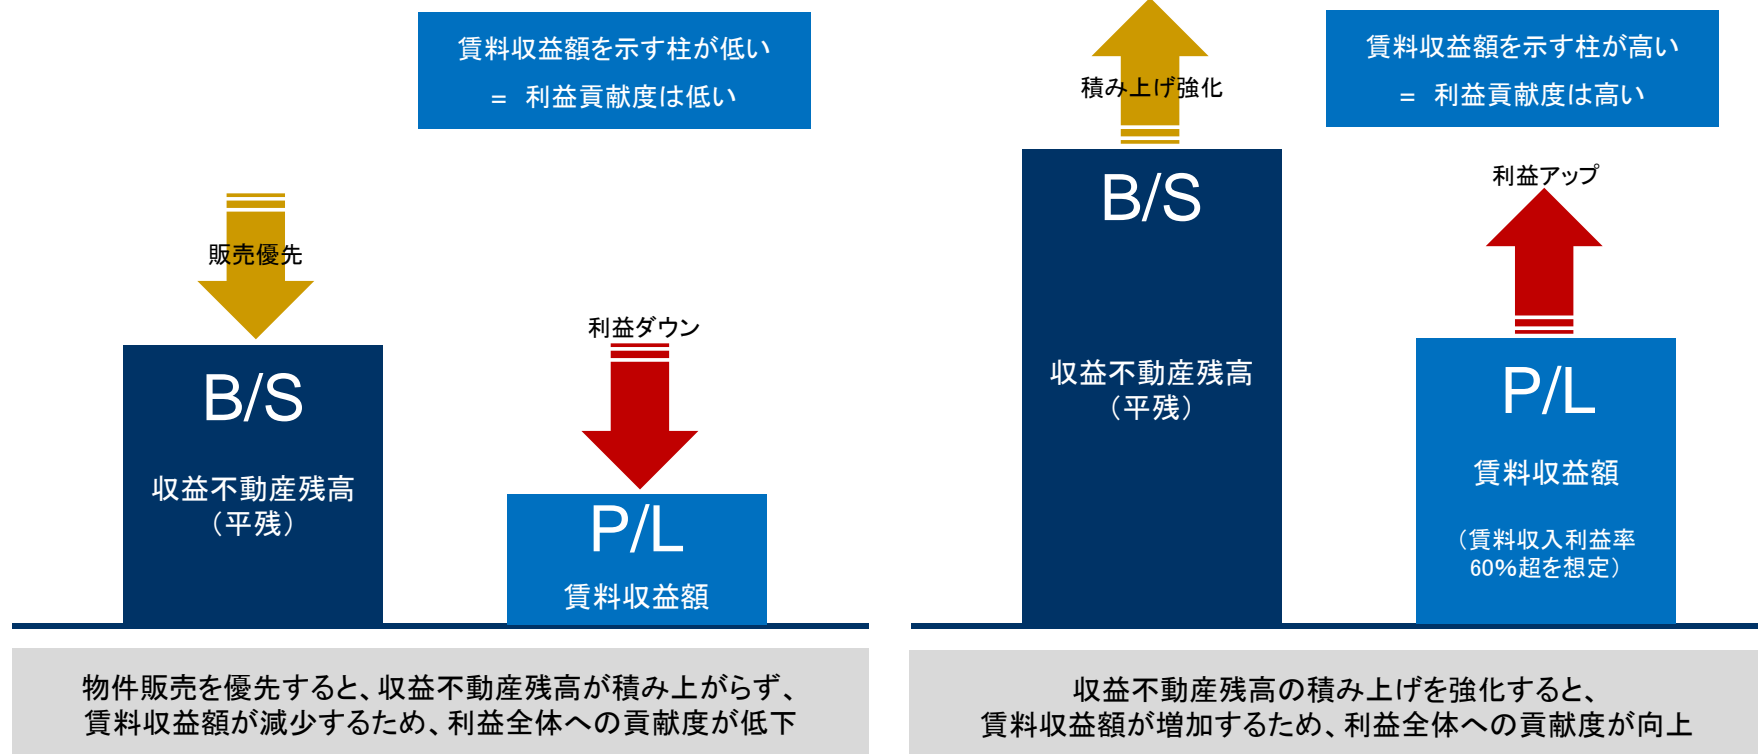 賃料収益額を示す柱が低い
= 利益貢献度は低い
販売優先
利益ダウン
B/S
収益不動産残高
（平残）
P/L
賃料収益額
物件販売を優先すると、収益不動産残高が積み上がらず、
賃料収益額が減少するため、利益全体への貢献度が低下
賃料収益額を示す柱が高い
= 利益貢献度は高い
積み上げ強化
利益アップ
B/S
収益不動産残高
（平残）
P/L
賃料収益額
（賃料収入利益率
60%超を想定）
収益不動産残高の積み上げを強化すると、
賃料収益額が増加するため、利益全体への貢献度が向上